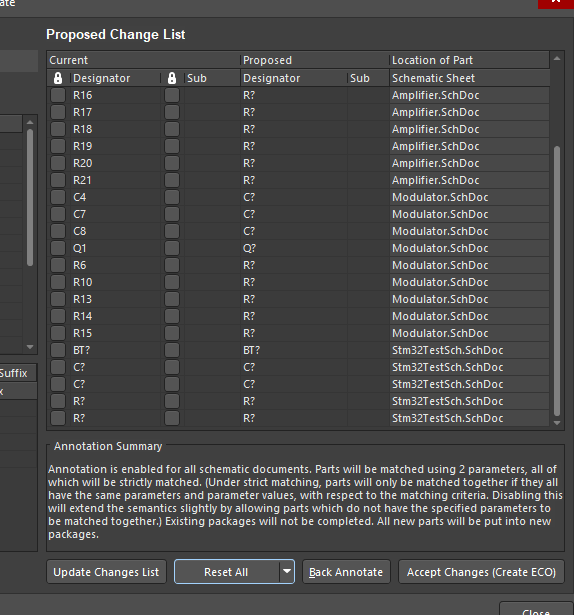 ate
Proposed Change List
Current Proposed Location of Part
Designator Sub Designator Sub Schematic Sheet
R16 R? Amplifier.SchDoc
R17 R? Amplifier.SchDoc
R18 R? Amplifier.SchDoc
R19 R? Amplifier.SchDoc
R20 R? Amplifier.SchDoc
R21 R? Amplifier.SchDoc
C4 C? Modulator.SchDoc
C7 C? Modulator.SchDoc
C8 C? Modulator.SchDoc
Q1 Q? Modulator.SchDoc
R6 R? Modulator.SchDoc
R10 R? Modulator.SchDoc
R13 R? Modulator.SchDoc
R14 R? Modulator.SchDoc
R15 R? Modulator.SchDoc
BT? BT? Stm32TestSch.SchDoc
C? C? Stm32TestSch.SchDoc
C? C? Stm32TestSch.SchDoc
R? R? Stm32TestSch.SchDoc
R? R? Stm32TestSch.SchDoc
Suffix
x
Annotation Summary
Annotation is enabled for all schematic documents. Parts will be matched using 2 parameters, all of
which will be strictly matched. (Under strict matching, parts will only be matched together if they all
have the same parameters and parameter values, with respect to the matching criteria. Disabling this
will extend the semantics slightly by allowing parts which do not have the specified parameters to
be matched together.) Existing packages will not be completed. All new parts will be put into new
packages.
Update Changes List Reset All Back Annotate Accept Changes (Create ECO)
Close